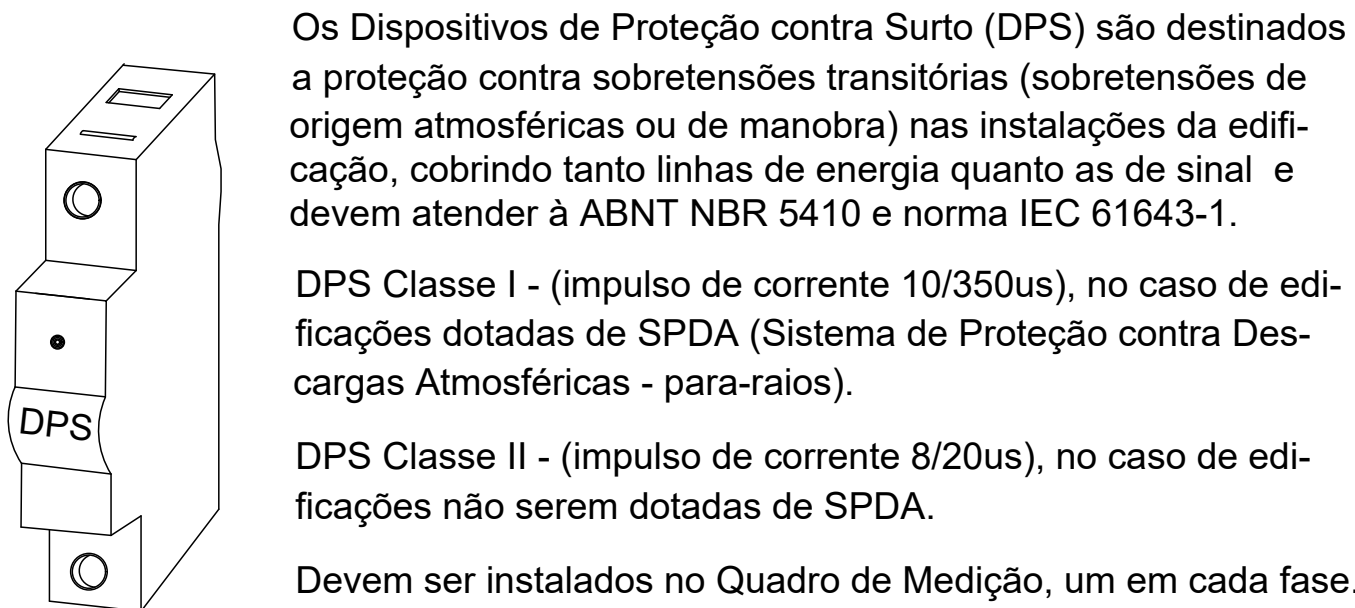 Os Dispositivos de Proteção contra Surto (DPS) são destinados
a proteção contra sobretensões transitórias (sobretensões de
origem atmosféricas ou de manobra) nas instalações da edifi-
cação, cobrindo tanto linhas de energia quanto as de sinal  e
devem atender à ABNT NBR 5410 e norma IEC 61643-1.
DPS Classe I - (impulso de corrente 10/350us), no caso de edi-
ficações dotadas de SPDA (Sistema de Proteção contra Des-
cargas Atmosféricas - para-raios).
DPS
DPS Classe II - (impulso de corrente 8/20us), no caso de edi-
ficações não serem dotadas de SPDA.
Devem ser instalados no Quadro de Medição, um em cada fase.